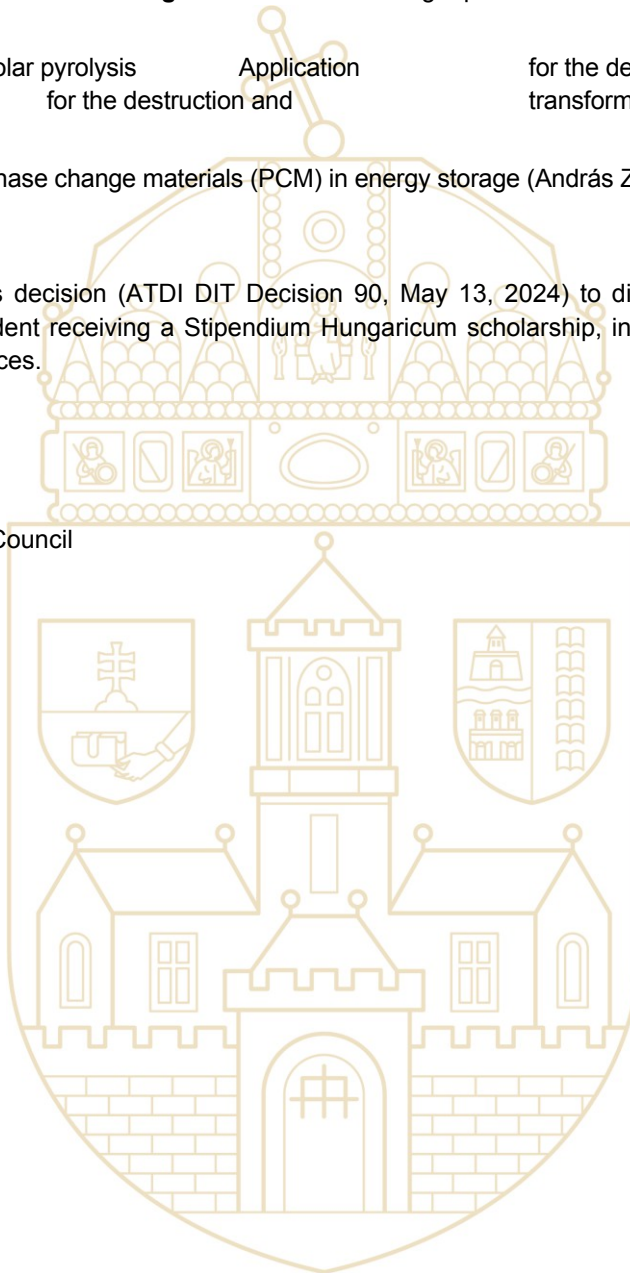 olar pyrolysis Application for the de
for the destruction and transform
hase change materials (PCM) in energy storage (András Z
s decision (ATDI DIT Decision 90, May 13, 2024) to di
dent receiving a Stipendium Hungaricum scholarship, in
ces.
Council